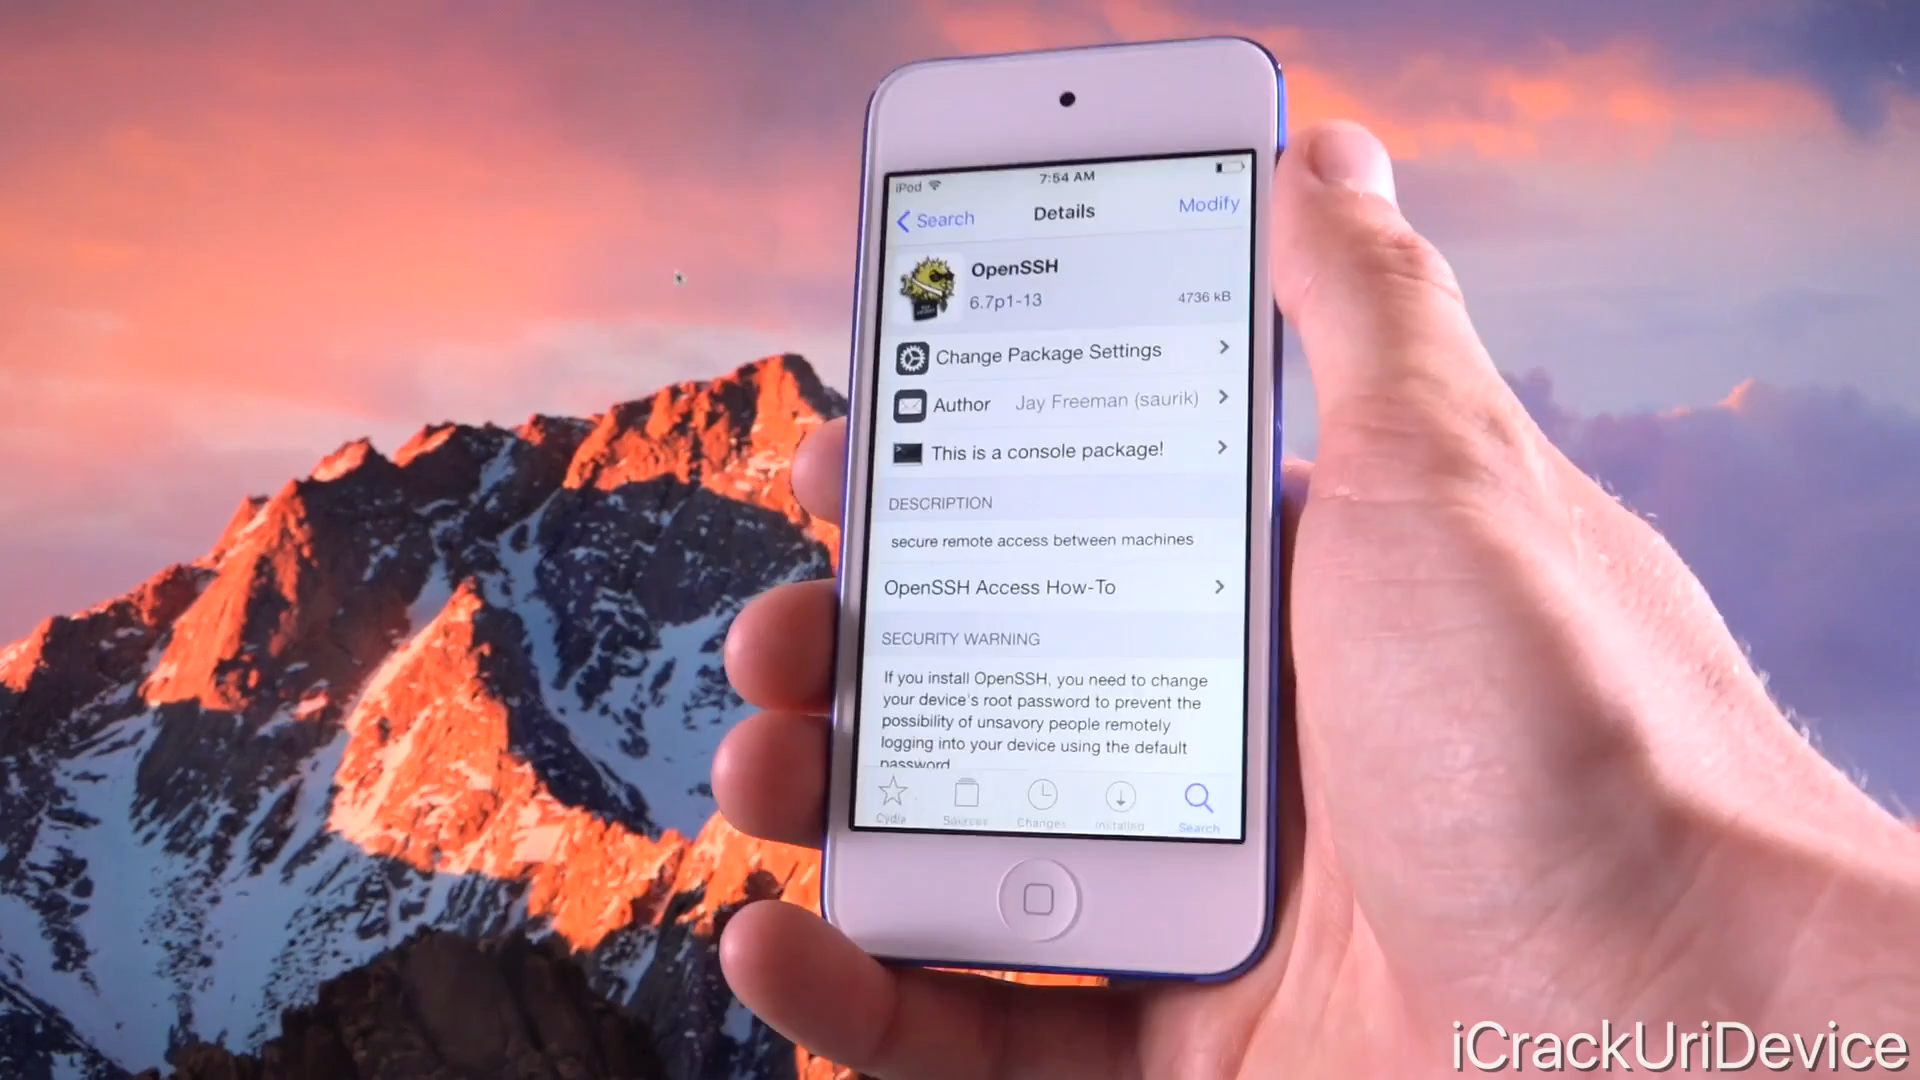 iPod
7:54 AM
Search
Details
Modify
OpenSSH
6.7p1-13
4736 kB
Change Package Settings
Author
Jay Freeman (saurik)
This is a console package!
DESCRIPTION
secure remote access between machines
OpenSSH Access How-To
SECURITY WARNING
If you install OpenSSH, you need to change
your device's root password to prevent the
possibility of unsavory people remotely
logging into your device using the default
password
Cydia
Sources
Changes
Installed
Search
iCrackUriDevice